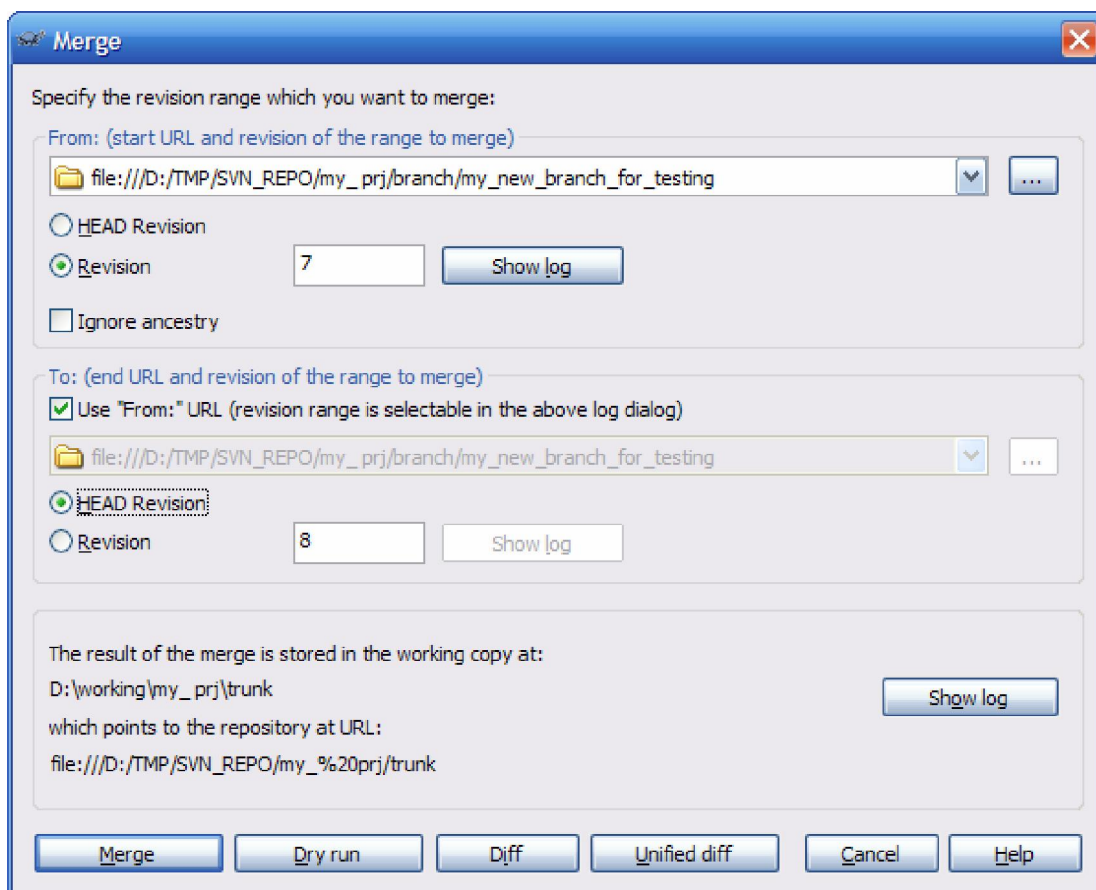 Merge
Specify the revision range which you want to merge:
From: (start URL and revision of the range to merge)
file:///D:/TMP/SVN_REPO/my_ prj/branch/my_new_branch_for_testing
...
HEAD Revision
Revision 7 Show log
Ignore ancestry
To: (end URL and revision of the range to merge)
Use "From:" URL (revision range is selectable in the above log dialog)
file:///D:/TMP/SVN_REPO/my_ prj/branch/my_new_branch_for_testing
...
HEAD Revision
Revision 8 Show log
The result of the merge is stored in the working copy at:
D:\working\my_ prj\trunk
Show log
which points to the repository at URL:
file:///D:/TMP/SVN_REPO/my_%20prj/trunk
Merge Dry run Diff Unified diff Cancel Help